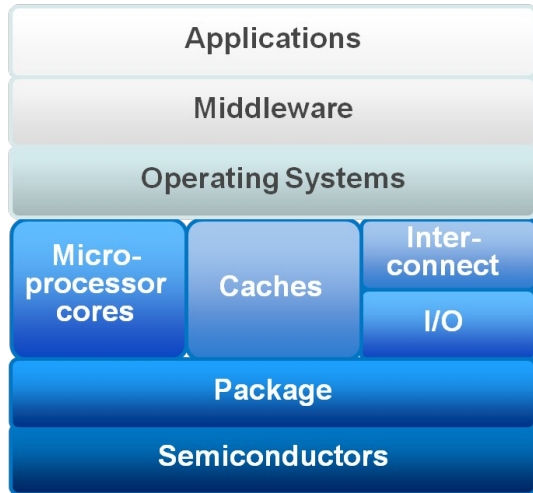 Applications
Middleware
Operating Systems
Micro-
processor
cores
Caches
Inter-
connect
I/O
Package
Semiconductors